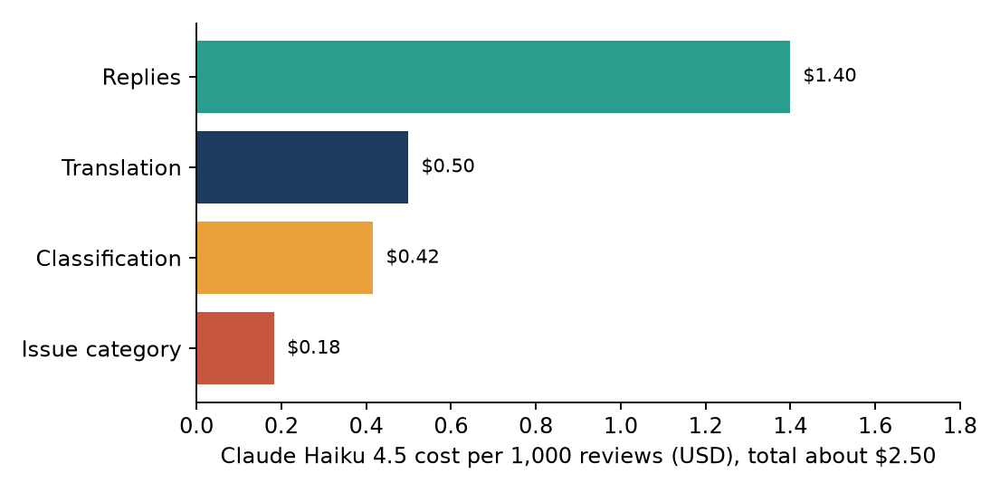 Replies
$1.40
Translation
$0.50
Classification
$0.42
Issue category
$0.18
0.0 0.2 0.4 0.6 0.8 1.0 1.2 1.4 1.6 1.8
Claude Haiku 4.5 cost per 1,000 reviews (USD), total about $2.50